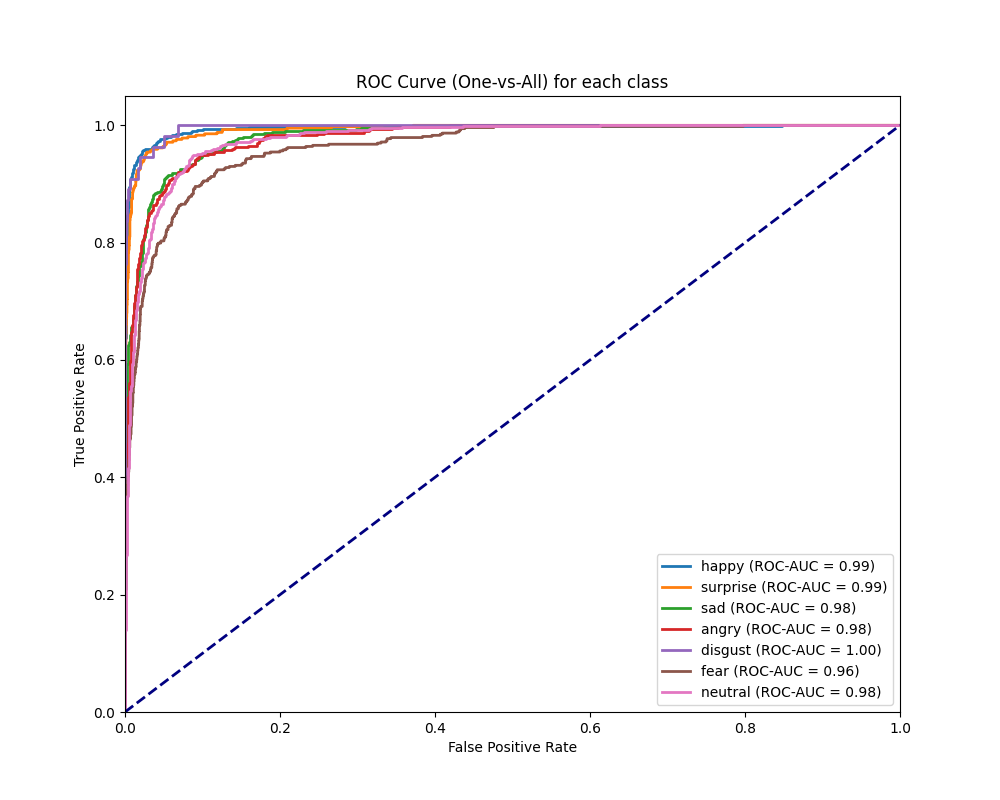 ROC Curve (One-vs-All) for each class
True Positive Rate
1.0
0.8
0.6
0.4
0.2
0.0
happy (ROC-AUC = 0.99)
surprise (ROC-AUC = 0.99)
sad (ROC-AUC = 0.98)
angry (ROC-AUC = 0.98)
disgust (ROC-AUC = 1.00)
fear (ROC-AUC = 0.96)
neutral (ROC-AUC = 0.98)
0.0 0.2 0.4 0.6 0.8 1.0
False Positive Rate